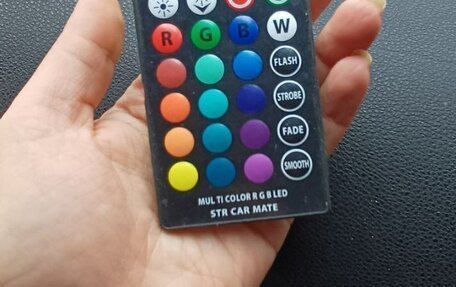 R G B W
FLASH
STROBE
FADE
SMOOTH
MULTI COLOR R G B LED
STR CAR MATE